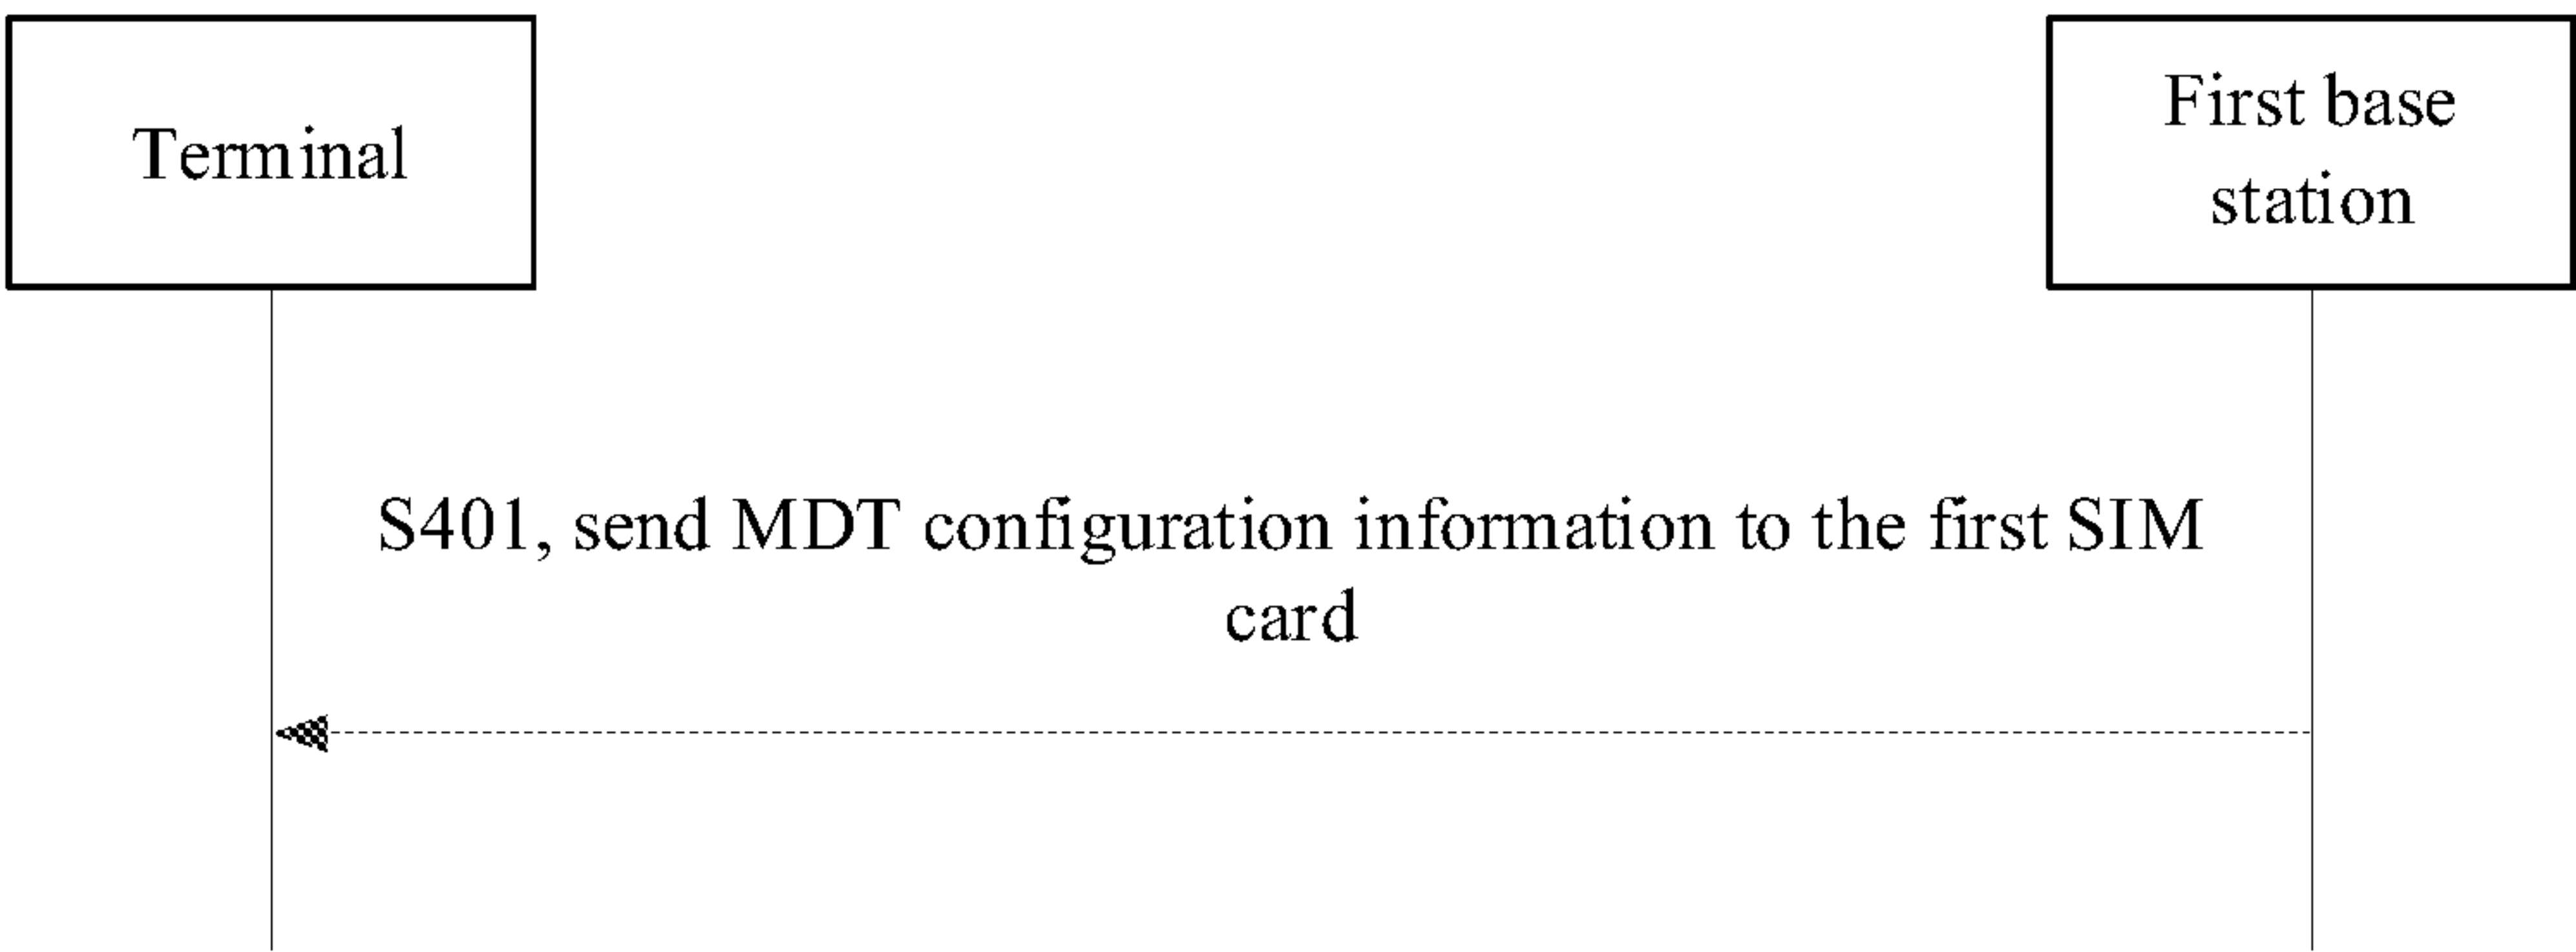 Terminal
First base
station
S401, send MDT configuration information to the first SIM
card